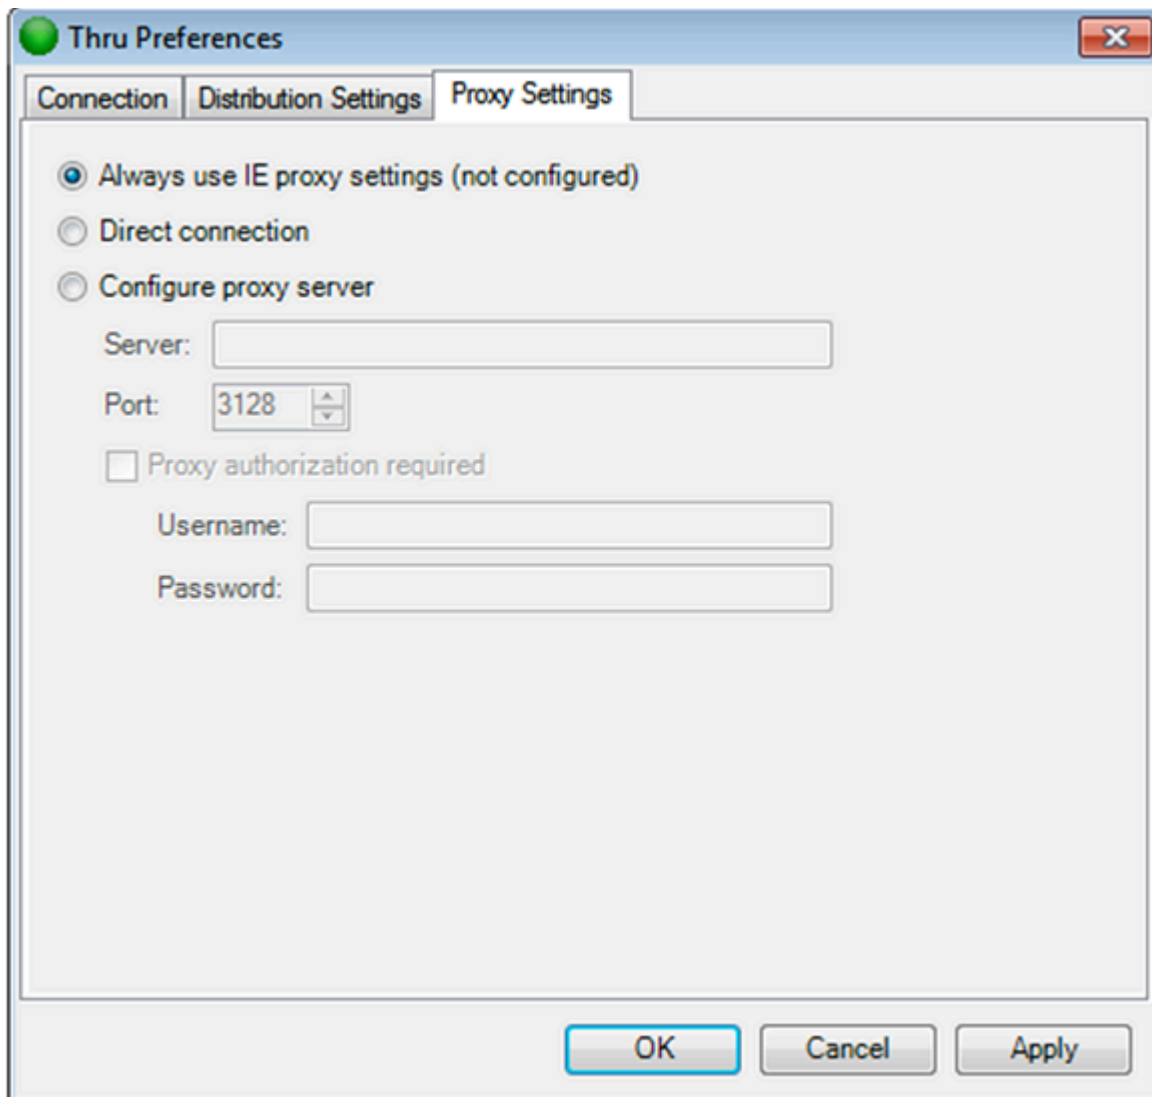 Thru Preferences
Connection Distribution Settings Proxy Settings
Always use IE proxy settings (not configured)
Direct connection
Configure proxy server
Server:
Port: 3128
Proxy authorization required
Username:
Password:
OK Cancel Apply